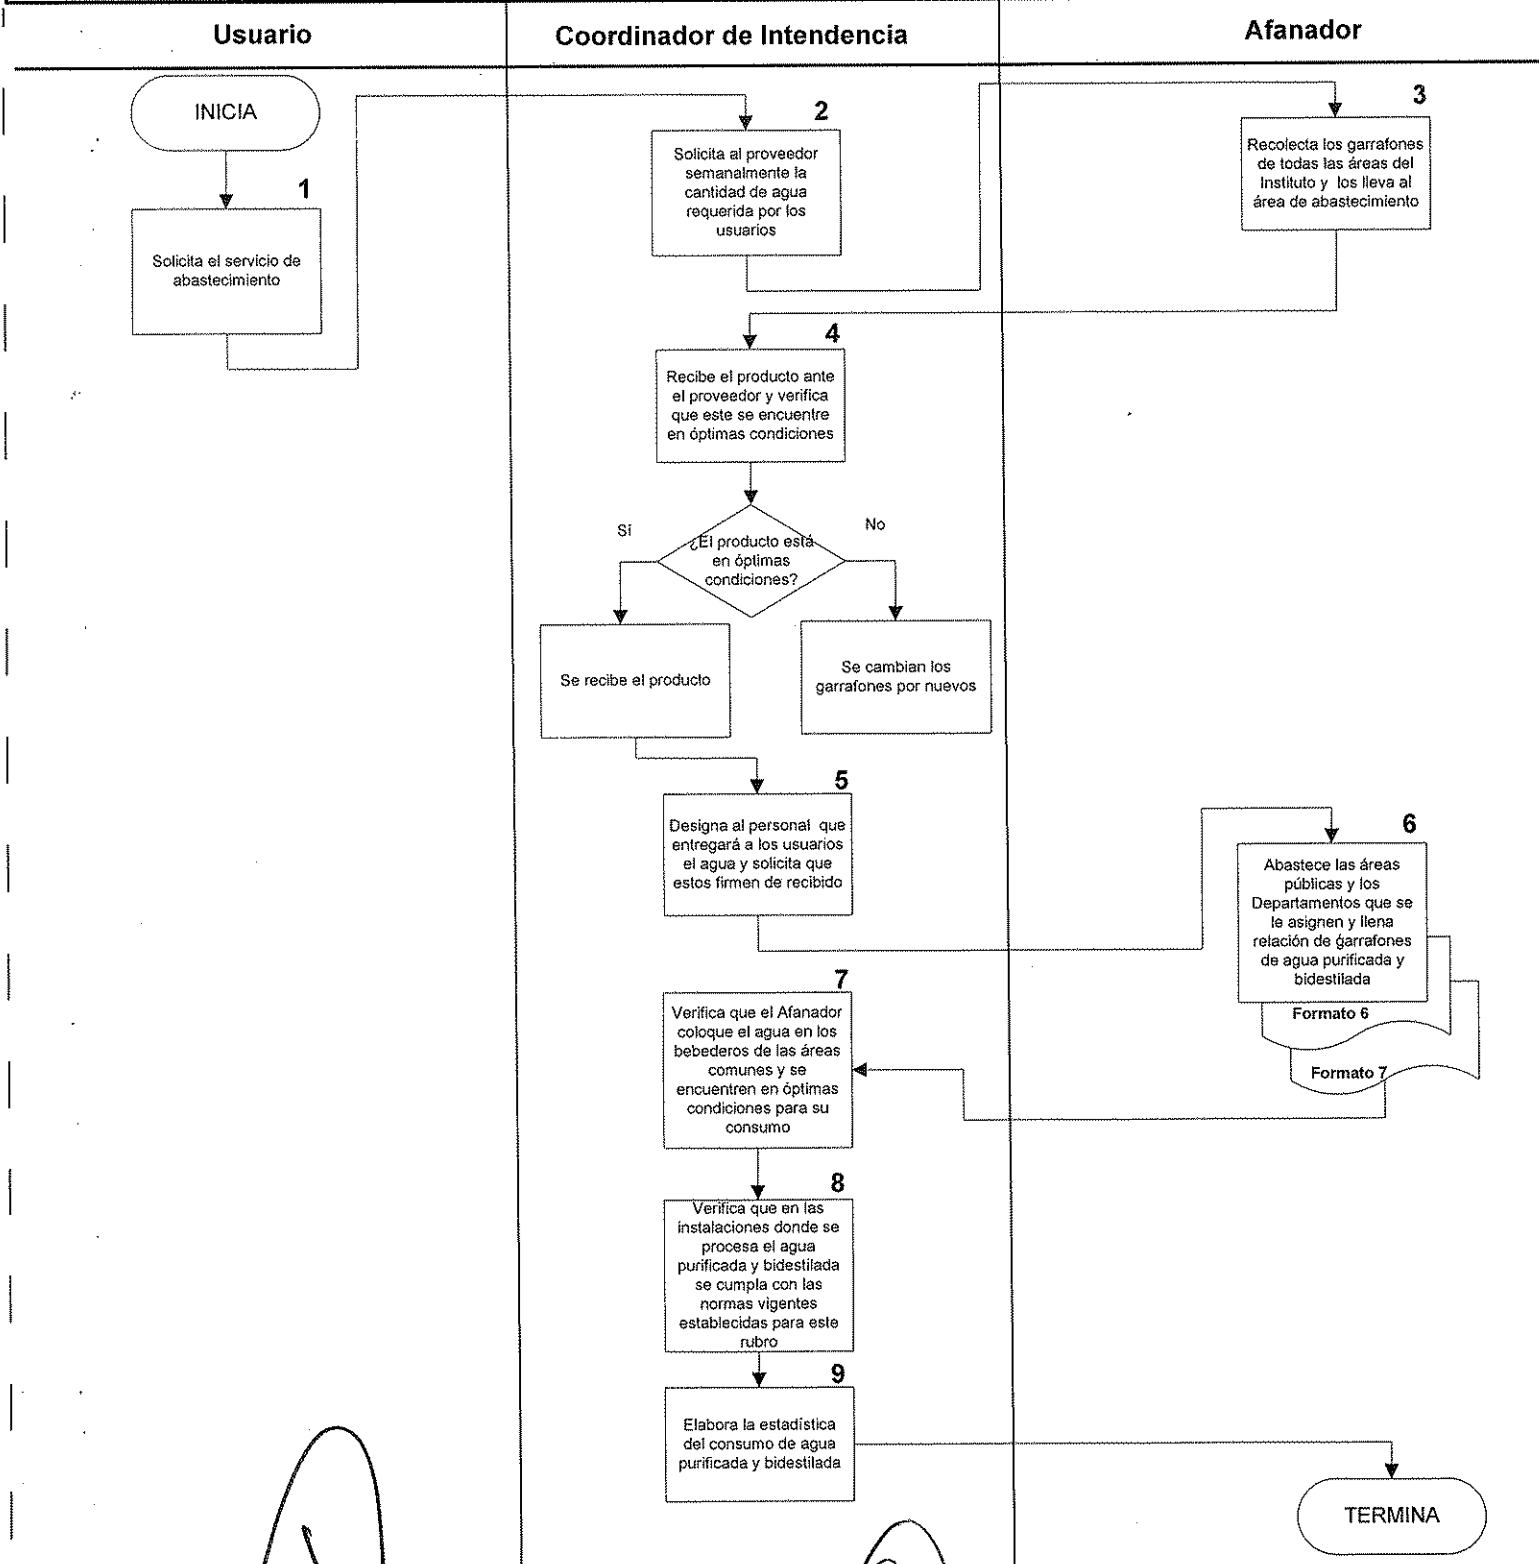 Usuario
Coordinador de Intendencia
Afanador
INICIA
1
Solicita el servicio de
abastecimiento
2
Solicita al proveedor
semanalmente la
cantidad de agua
requerida por los
usuarios
3
Recolecta los garrafones
de todas las áreas del
Instituto y los lleva al
área de abastecimiento
4
Recibe el producto ante
el proveedor y verifica
que este se encuentre
en óptimas condiciones
Sí
No
¿El producto está
en óptimas
condiciones?
Se recibe el producto
Se cambian los
garrafones por nuevos
5
Designa al personal que
entregará a los usuarios
el agua y solicita que
estos firmen de recibido
6
Abastece las áreas
públicas y los
Departamentos que se
le asignen y llena
relación de garrafones
de agua purificada y
bidestilada
Formato 6
Formato 7
7
Verifica que el Afanador
coloque el agua en los
bebederos de las áreas
comunes y se
encuentren en óptimas
condiciones para su
consumo
8
Verifica que en las
instalaciones donde se
procesa el agua
purificada y bidestilada
se cumpla con las
normas vigentes
establecidas para este
rubro
9
Elabora la estadística
del consumo de agua
purificada y bidestilada
TERMINA